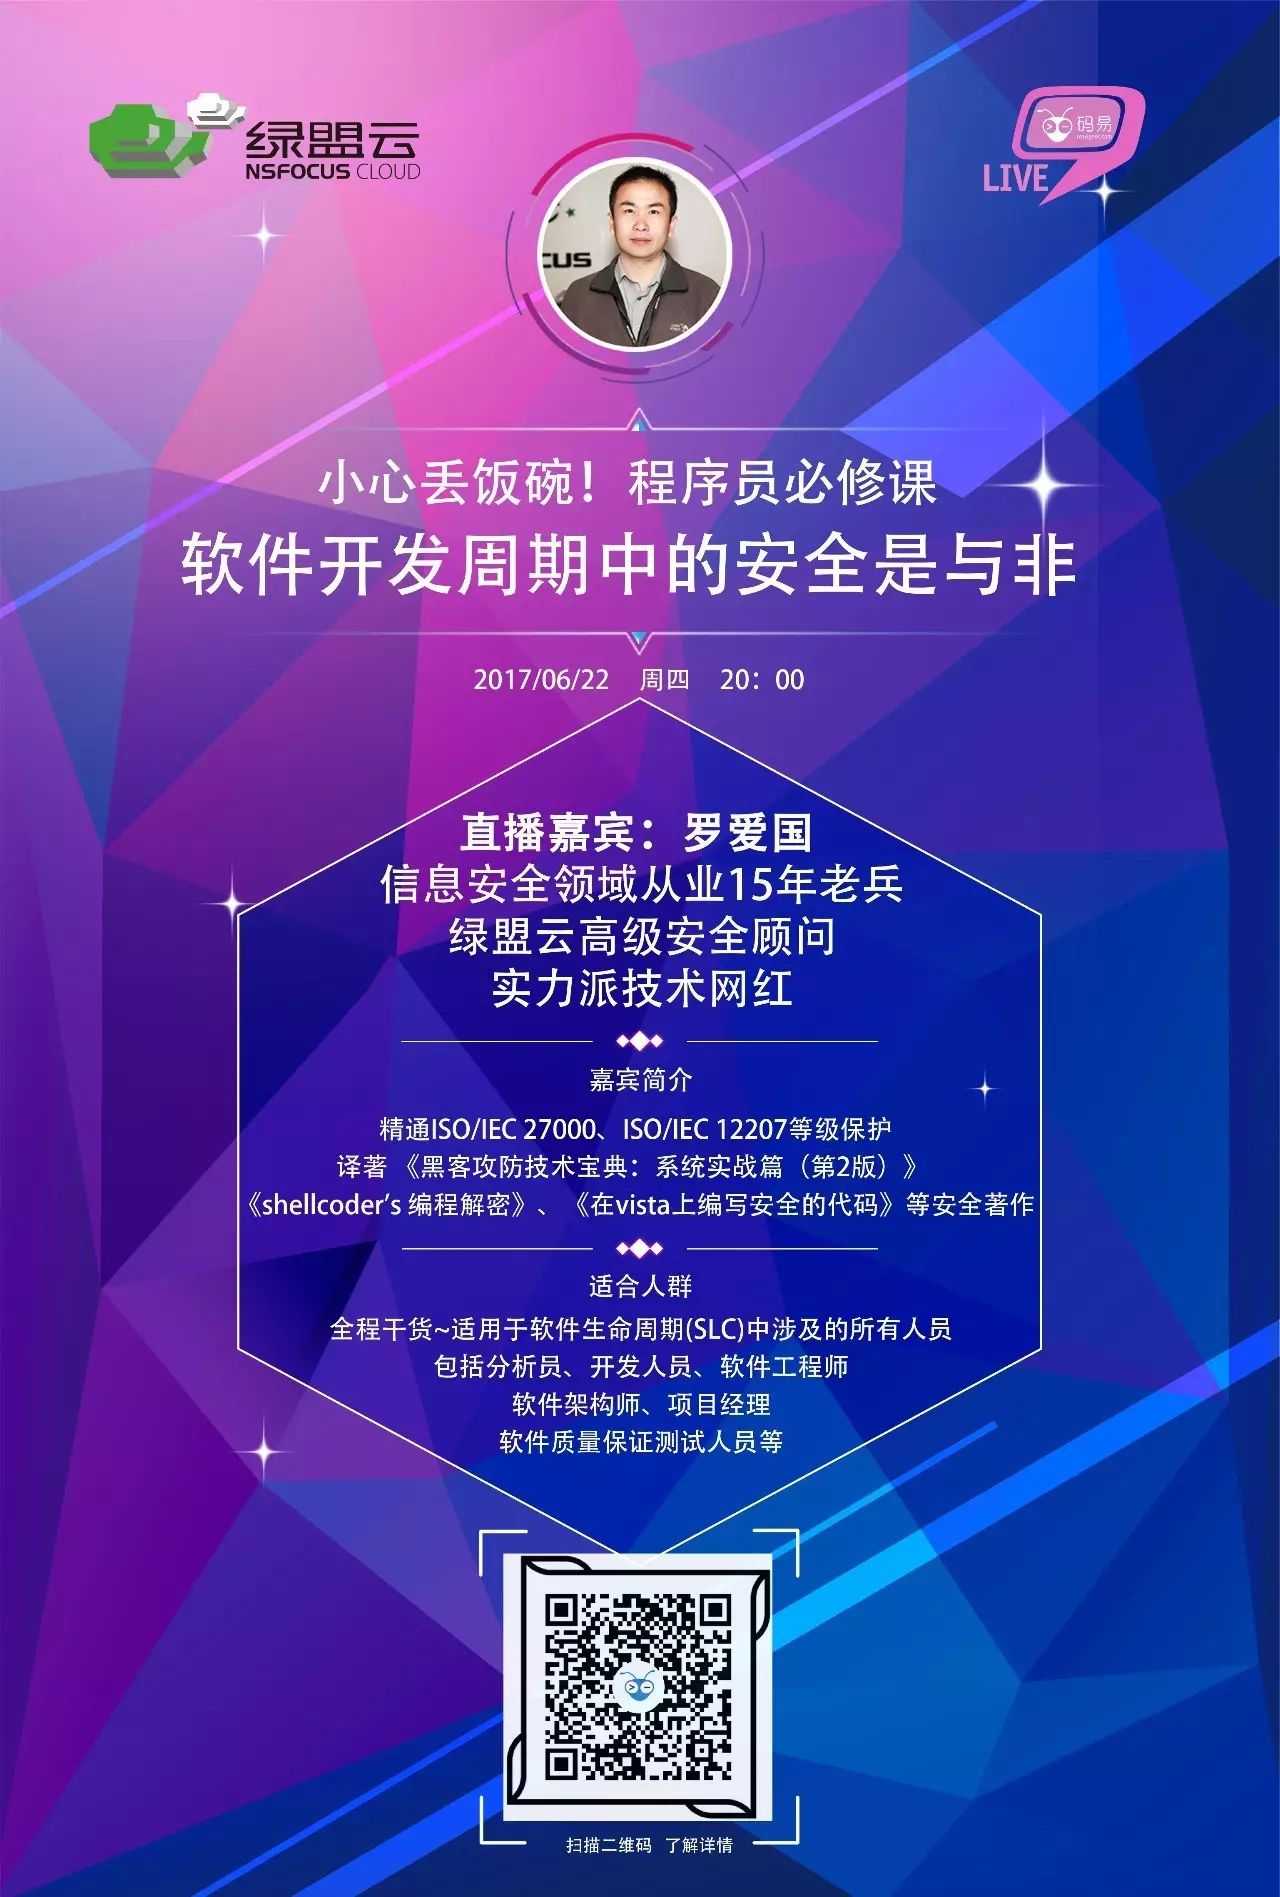 绿盟云
NSFOCUS CLOUD
码易
mayigeek.com
LIVE
CUS
小心丢饭碗！程序员必修课
软件开发周期中的安全是与非
2017/06/22 周四 20：00
直播嘉宾：罗爱国
信息安全领域从业15年老兵
绿盟云高级安全顾问
实力派技术网红
嘉宾简介
精通ISO/IEC 27000、ISO/IEC 12207等级保护
译著 《黑客攻防技术宝典：系统实战篇（第2版）》
《shellcoder’s 编程解密》、《在vista上编写安全的代码》等安全著作
适合人群
全程干货~适用于软件生命周期(SLC)中涉及的所有人员
包括分析员、开发人员、软件工程师
软件架构师、项目经理
软件质量保证测试人员等
扫描二维码 了解详情